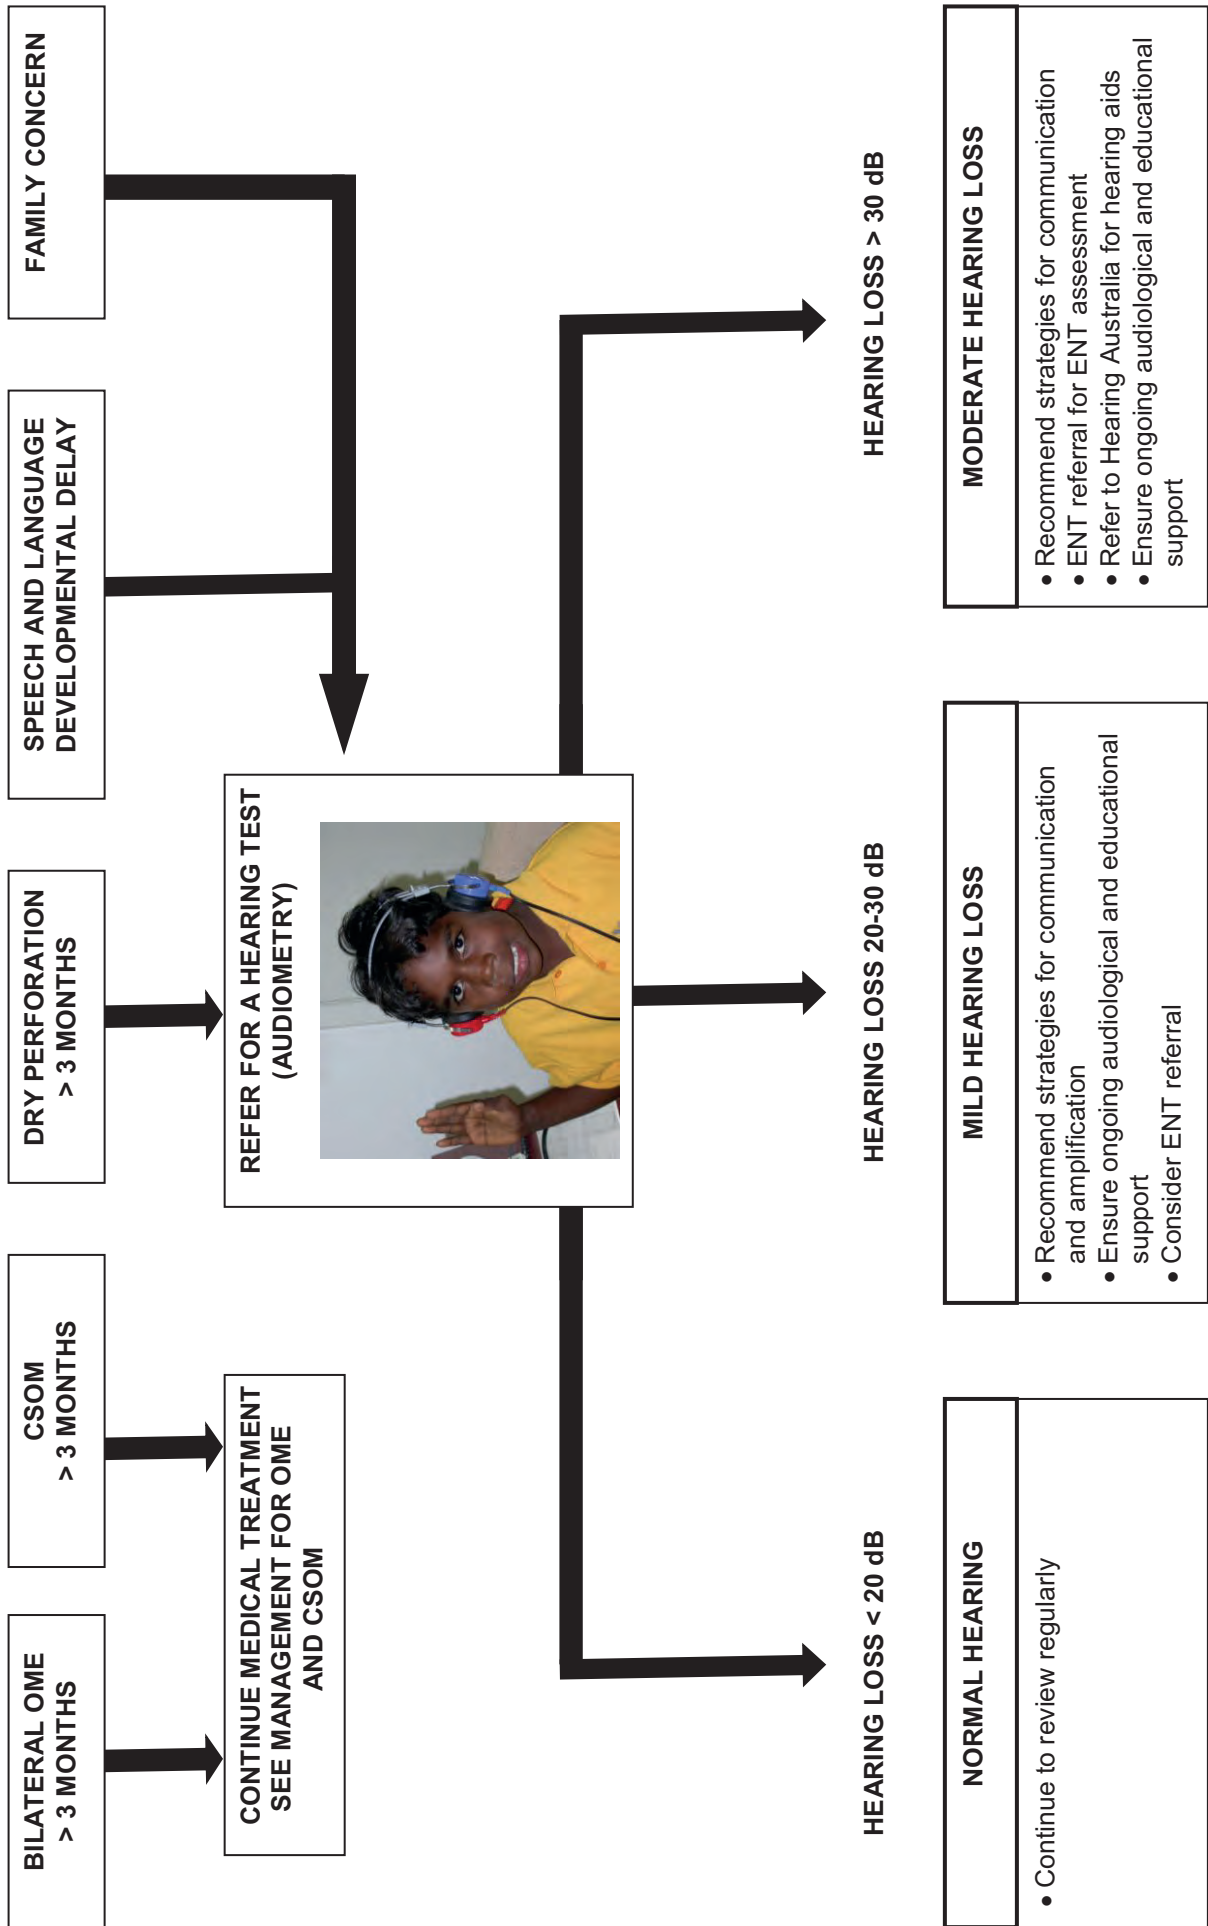 BILATERAL OME
> 3 MONTHS
CSOM
> 3 MONTHS
DRY PERFORATION
> 3 MONTHS
SPEECH AND LANGUAGE
DEVELOPMENTAL DELAY
FAMILY CONCERN
CONTINUE MEDICAL TREATMENT
SEE MANAGEMENT FOR OME
AND CSOM
REFER FOR A HEARING TEST
(AUDIOMETRY)
HEARING LOSS < 20 dB
HEARING LOSS 20-30 dB
HEARING LOSS > 30 dB
NORMAL HEARING
• Continue to review regularly
MILD HEARING LOSS
• Recommend strategies for communication
and amplification
• Ensure ongoing audiological and educational
support
• Consider ENT referral
MODERATE HEARING LOSS
• Recommend strategies for communication
• ENT referral for ENT assessment
• Refer to Hearing Australia for hearing aids
• Ensure ongoing audiological and educational
support